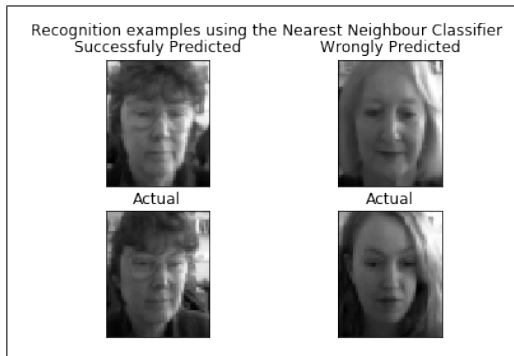 Recognition examples using the Nearest Neighbour Classifier
Successfuly Predicted
Wrongly Predicted
Actual
Actual